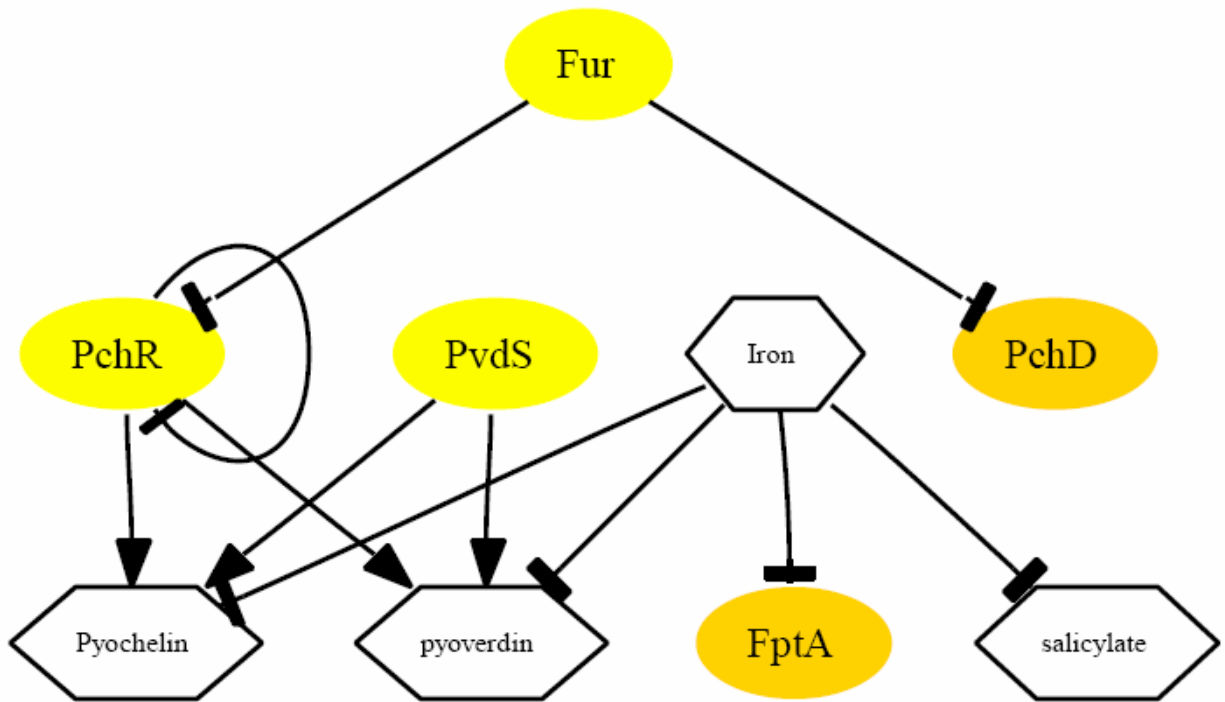 Fur
PchR
PvdS
Iron
PchD
Pyochelin
pyoverdin
FptA
salicylate